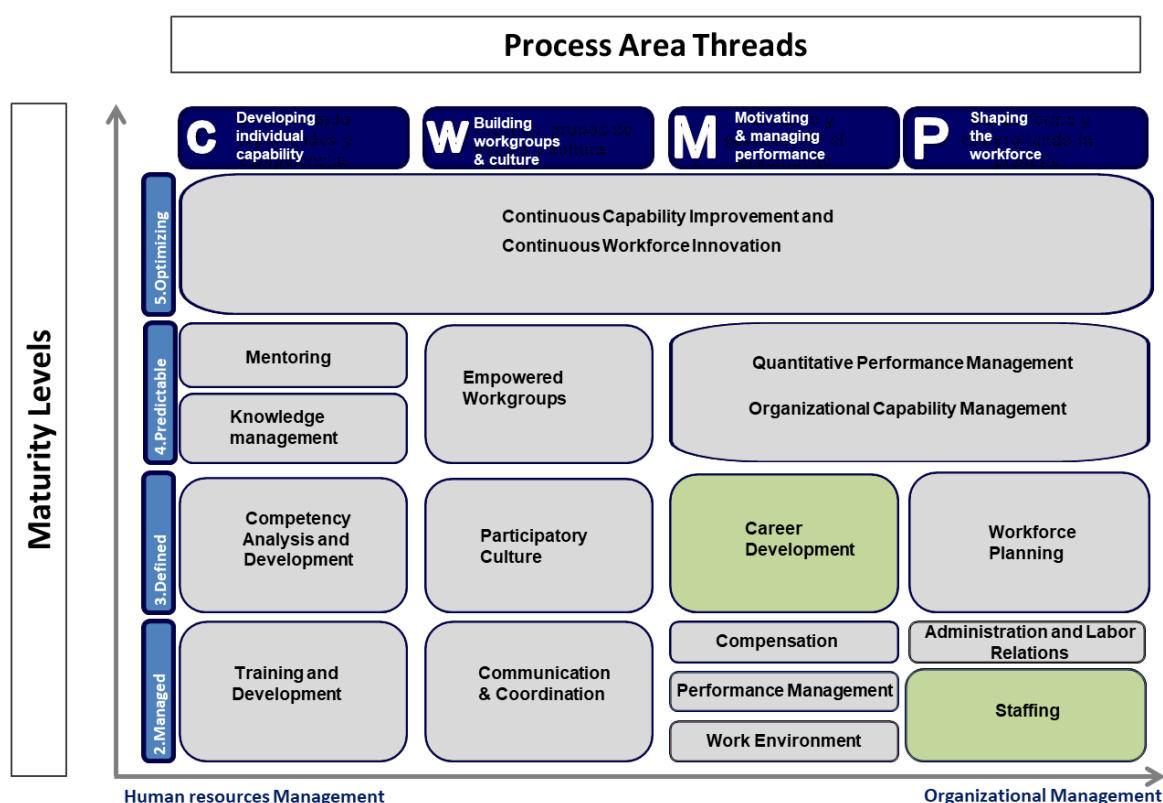 Process Area Threads
Maturity Levels
C
Developing
individual
capability
W
Building
workgroups
& culture
M
Motivating
& managing
performance
P
Shaping
the
workforce
5.Optimizing
Continuous Capability Improvement and
Continuous Workforce Innovation
4.Predictable
Mentoring
Knowledge
management
Empowered
Workgroups
Quantitative Performance Management
Organizational Capability Management
3.Defined
Competency
Analysis and
Development
Participatory
Culture
Career
Development
Workforce
Planning
2.Managed
Training and
Development
Communication
& Coordination
Compensation
Performance Management
Work Environment
Administration and Labor
Relations
Staffing
Human resources Management
Organizational Management